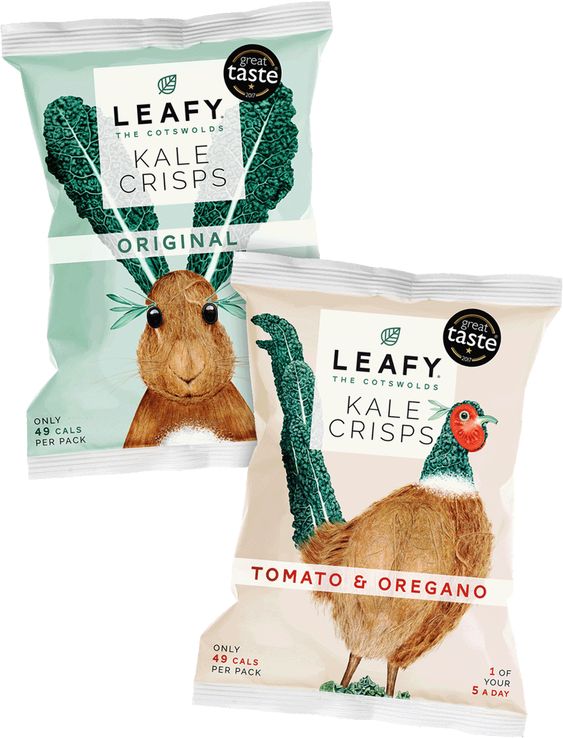 great
taste
2017
LEAFY
THE COTSWOLDS
KALE
CRISPS
ORIGINAL
ONLY
49 CALS
PER PACK
great
taste
2017
LEAFY
THE COTSWOLDS
KALE
CRISPS
TOMATO & OREGANO
ONLY
49 CALS
PER PACK
1 OF
YOUR
5 A DAY